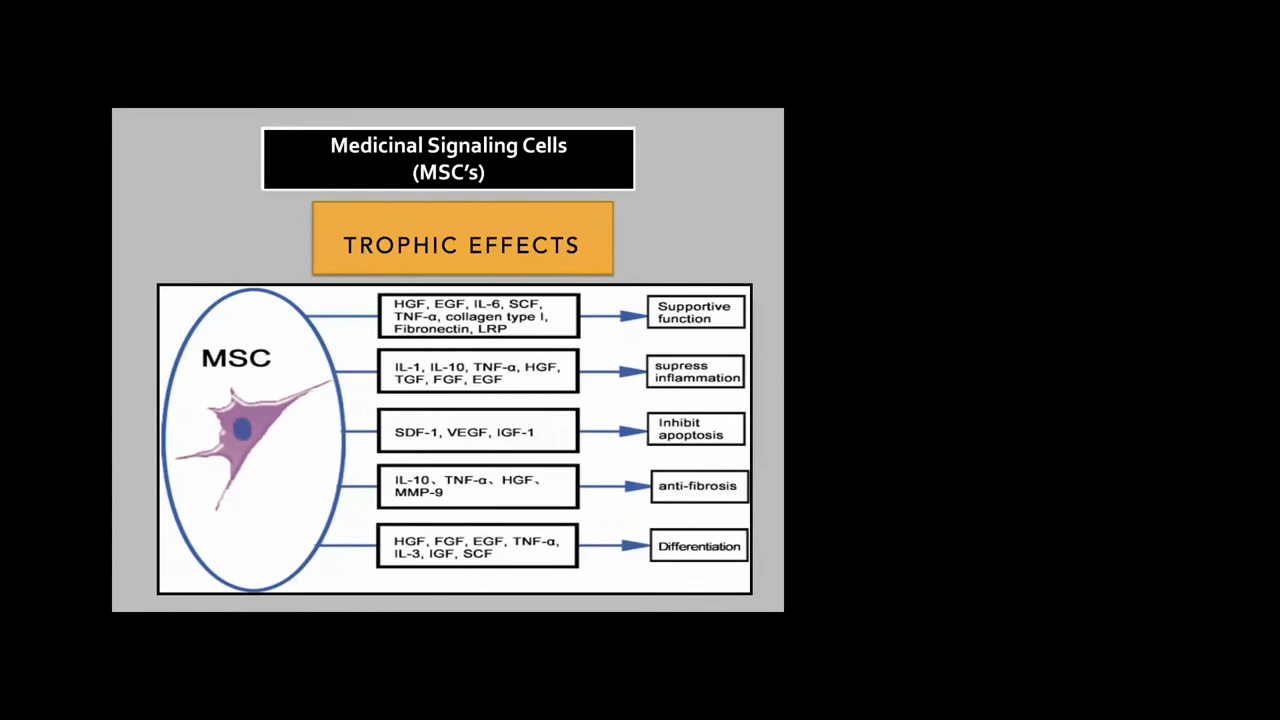 Medicinal Signaling Cells
(MSC’s)
TROPHIC EFFECTS
MSC
HGF, EGF, IL-6, SCF,
TNF-α, collagen type I,
Fibronectin, LRP
Supportive
function
IL-1, IL-10, TNF-α, HGF,
TGF, FGF, EGF
supress
inflammation
SDF-1, VEGF, IGF-1
Inhibit
apoptosis
IL-10、TNF-α、HGF、
MMP-9
anti-fibrosis
HGF, FGF, EGF, TNF-α,
IL-3, IGF, SCF
Differentiation